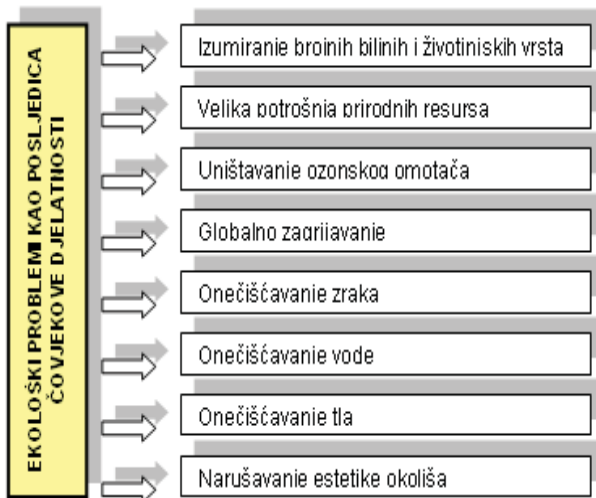 EKOLOŠKI PROBLEMI KAO POSLJEDICA
ČOVJEKOVE DJELATNOSTI
Izumiranje brojnih biljnih i životinjskih vrsta
Velika potrošnja prirodnih resursa
Uništavanje ozonskog omotača
Globalno zagrijavanje
Onečišćavanje zraka
Onečišćavanje vode
Onečišćavanje tla
Narušavanje estetike okoliša